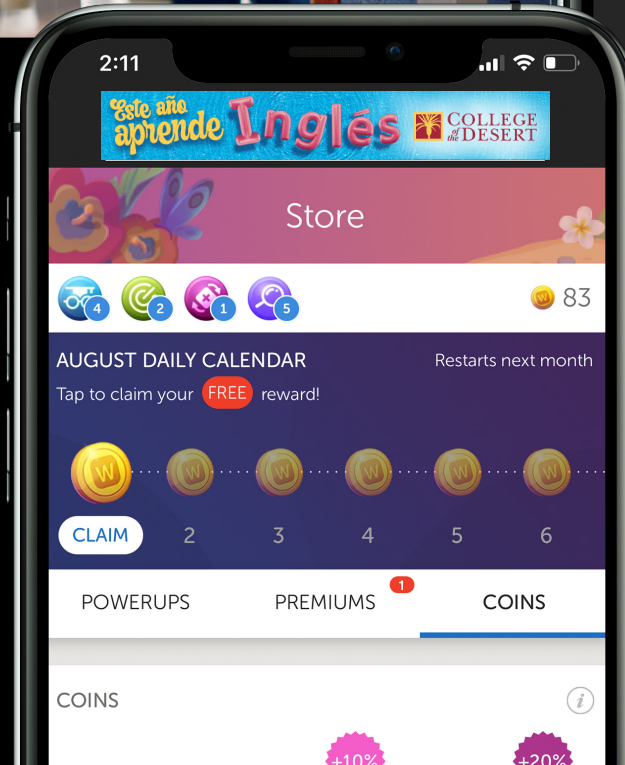 2:11
Este año
aprende Inglés
COLLEGE
of the DESERT
Store
4
2
1
5
W 83
AUGUST DAILY CALENDAR
Restarts next month
Tap to claim your FREE reward!
W W W W W W
CLAIM 2 3 4 5 6
POWERUPS PREMIUMS 1 COINS
COINS i
+10% +20%